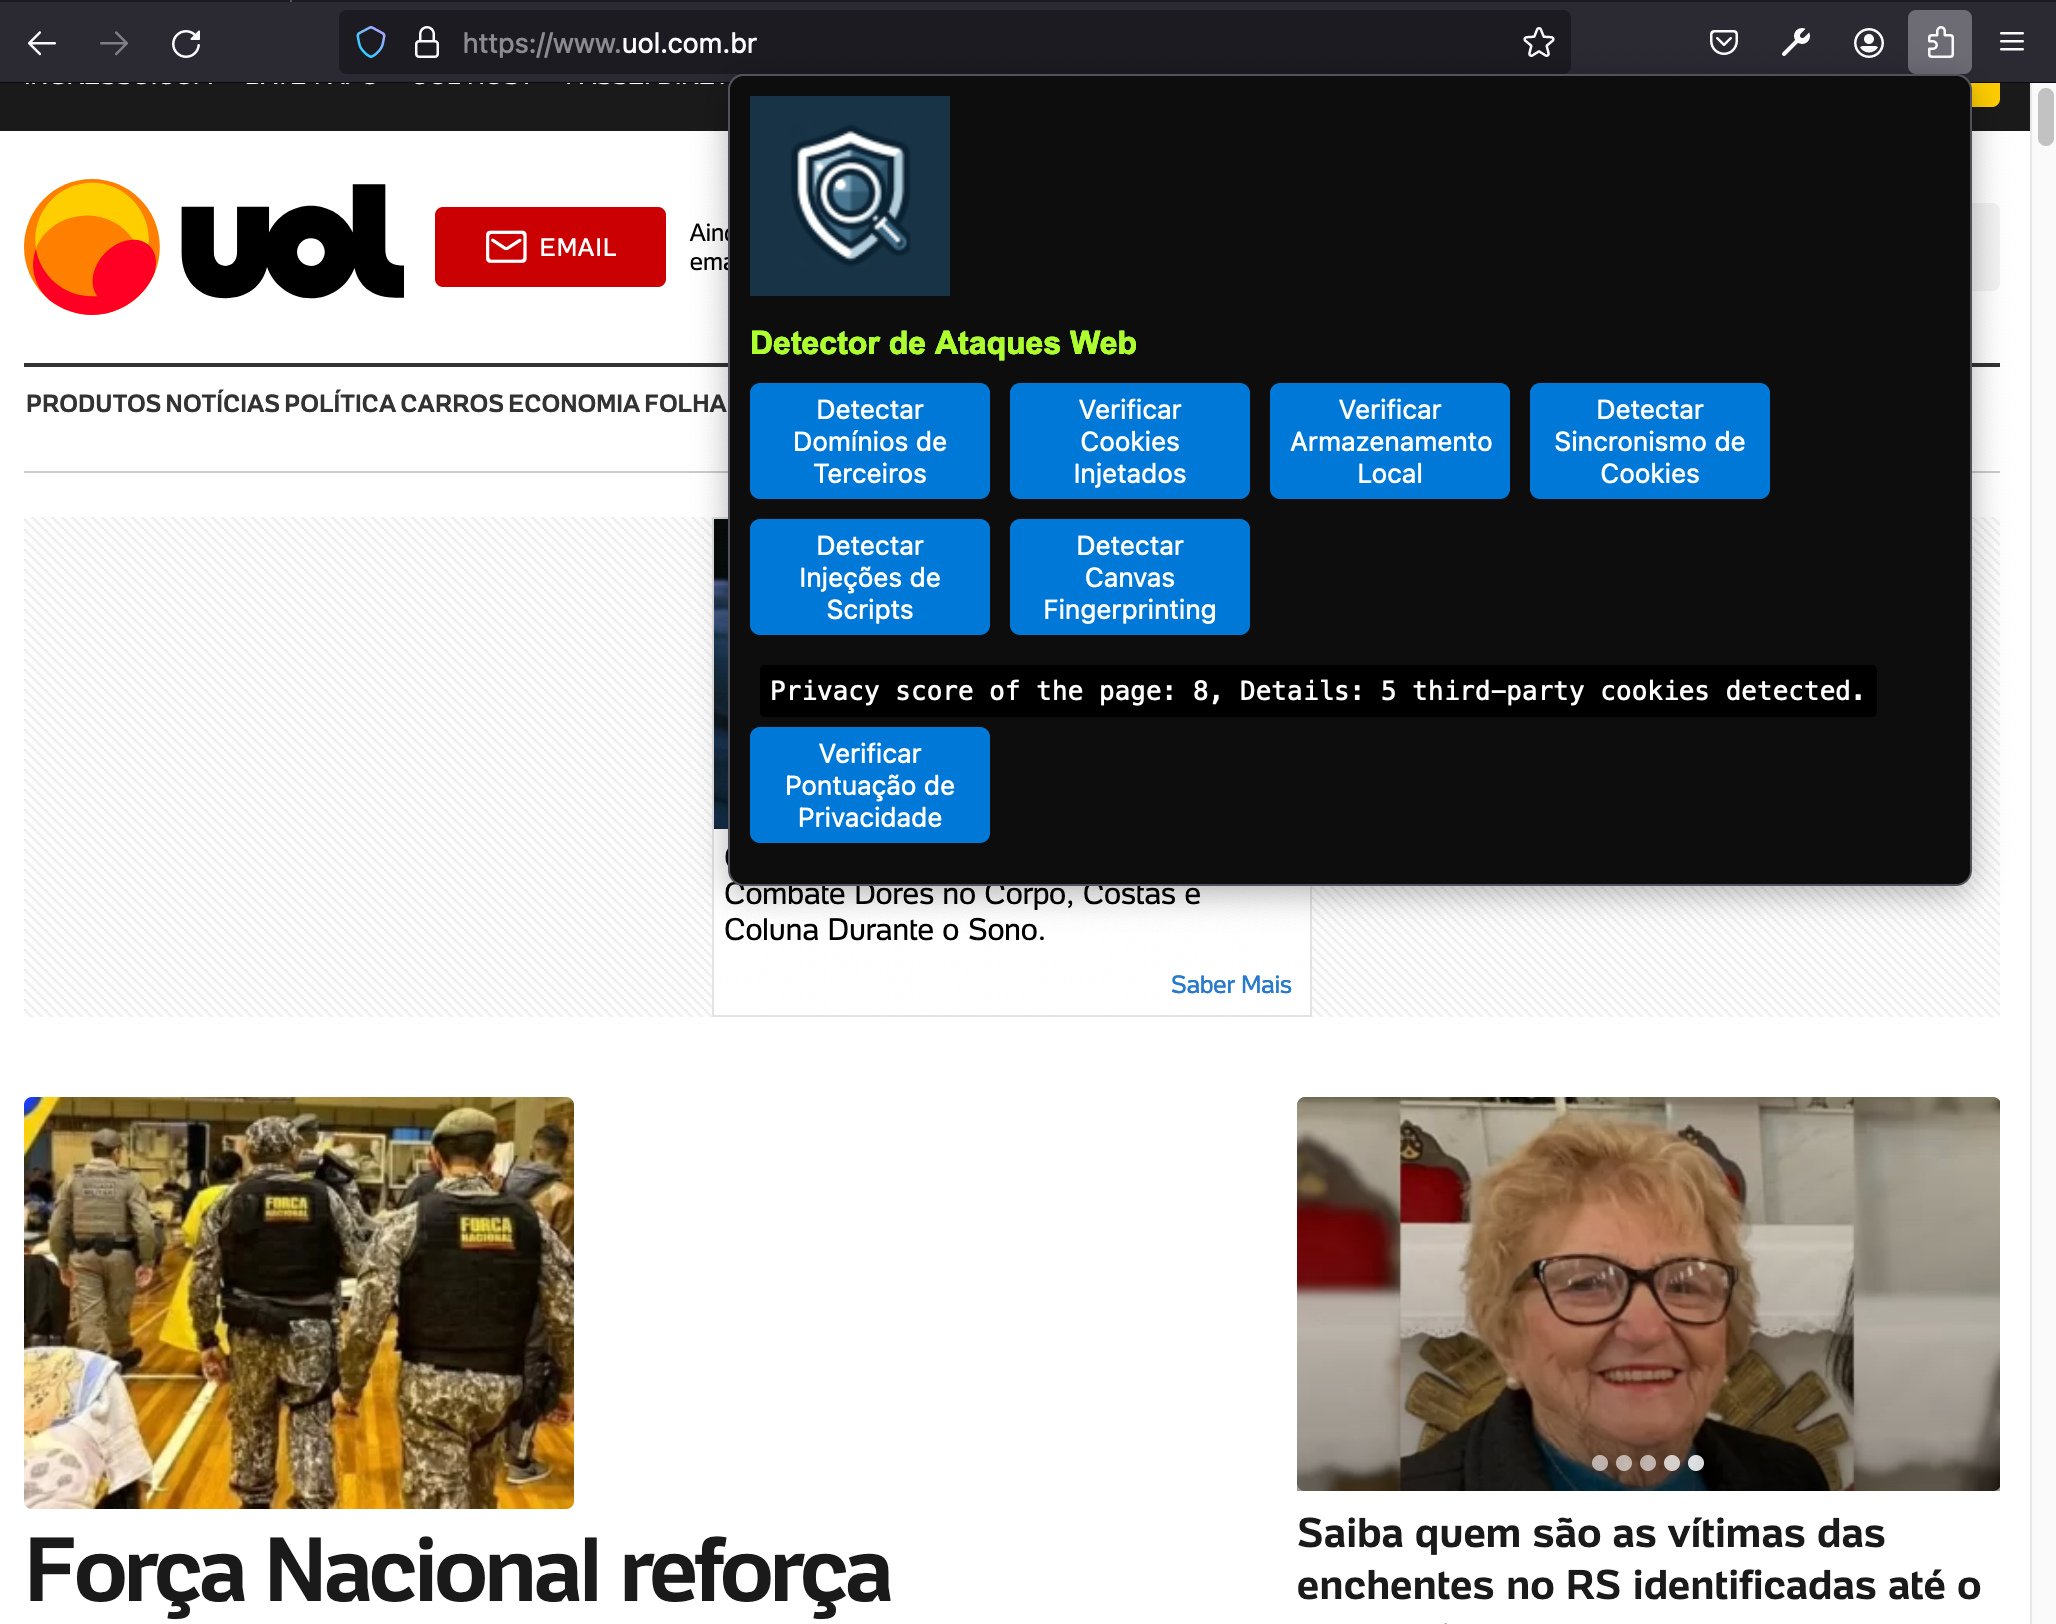 https://www.uol.com.br
uol
EMAIL
PRODUTOS NOTÍCIAS POLÍTICA CARROS ECONOMIA FOLHA
Detector de Ataques Web
Detectar
Domínios de
Terceiros
Verificar
Cookies
Injetados
Verificar
Armazenamento
Local
Detectar
Sincronismo de
Cookies
Detectar
Injeções de
Scripts
Detectar
Canvas
Fingerprinting
Privacy score of the page: 8, Details: 5 third-party cookies detected.
Verificar
Pontuação de
Privacidade
Combate Dores no Corpo, Costas e
Coluna Durante o Sono.
Saber Mais
FORÇA
NACIONAL
FORÇA
NACIONAL
Força Nacional reforça
Saiba quem são as vítimas das
enchentes no RS identificadas até o